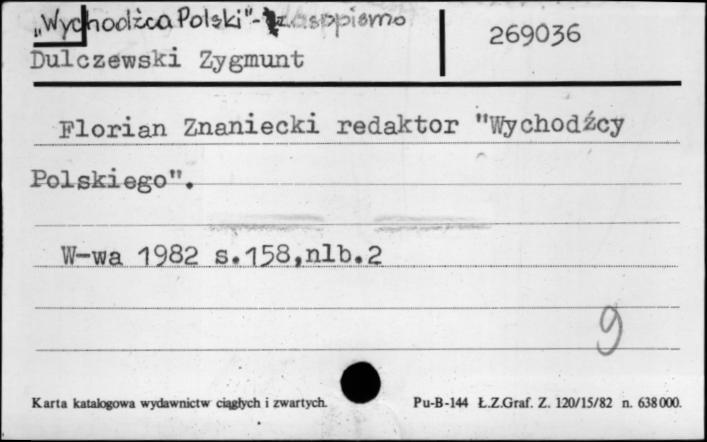 „Wychodźca Polski"- czasopismo
269036
Dulczewski Zygmunt
Florian Znaniecki redaktor "Wychodźcy
Polskiego".
W-wa 1982 s.158,nlb.2
9
Karta katalogowa wydawnictw ciągłych i zwartych.
Pu-B-144 Ł.Z.Graf. Z. 120/15/82 n. 638000.